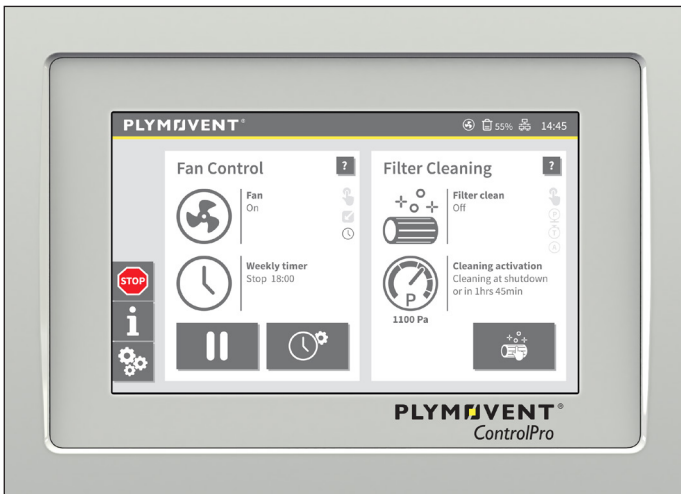 PLYMOVENT®
55% 14:45
Fan Control ?
Fan
On
Weekly timer
Stop 18:00
Filter Cleaning ?
Filter clean
Off
P
T
A
Cleaning activation
Cleaning at shutdown
or in 1hrs 45min
P
1100 Pa
STOP
i
PLYMOVENT®
ControlPro